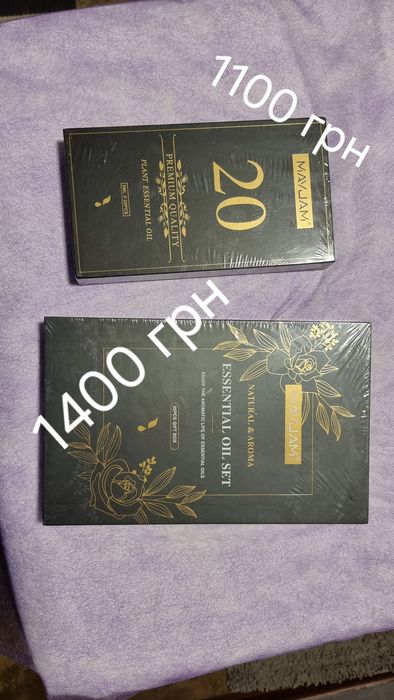 1100 грн
MAYJAM
20
PREMIUM QUALITY
PLANT ESSENTIAL OIL
1400 грн
MAYJAM
NATURAL & AROMA
ESSENTIAL OIL SET
ENJOY THE AROMATIC LIFE OF ESSENTIAL OILS